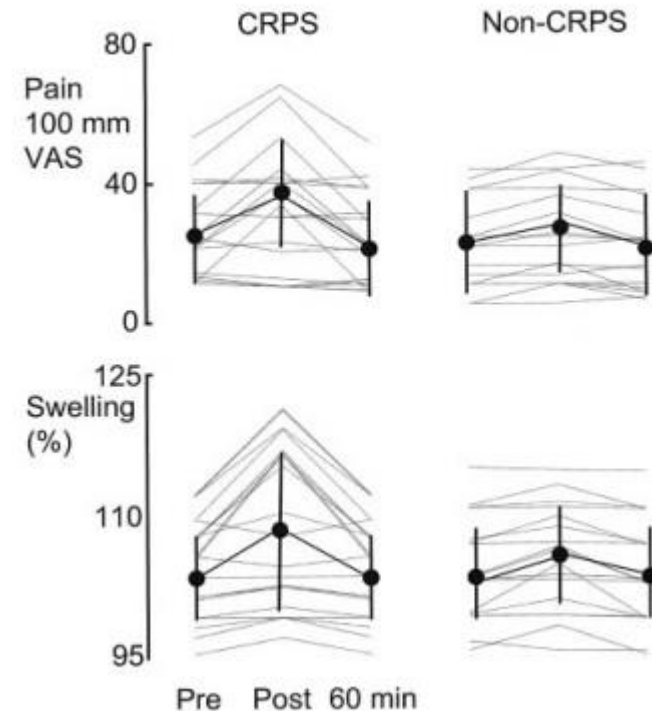 CRPS Non-CRPS
80
Pain
100 mm
VAS
40
0
125
Swelling
(%)
110
95
Pre Post 60 min